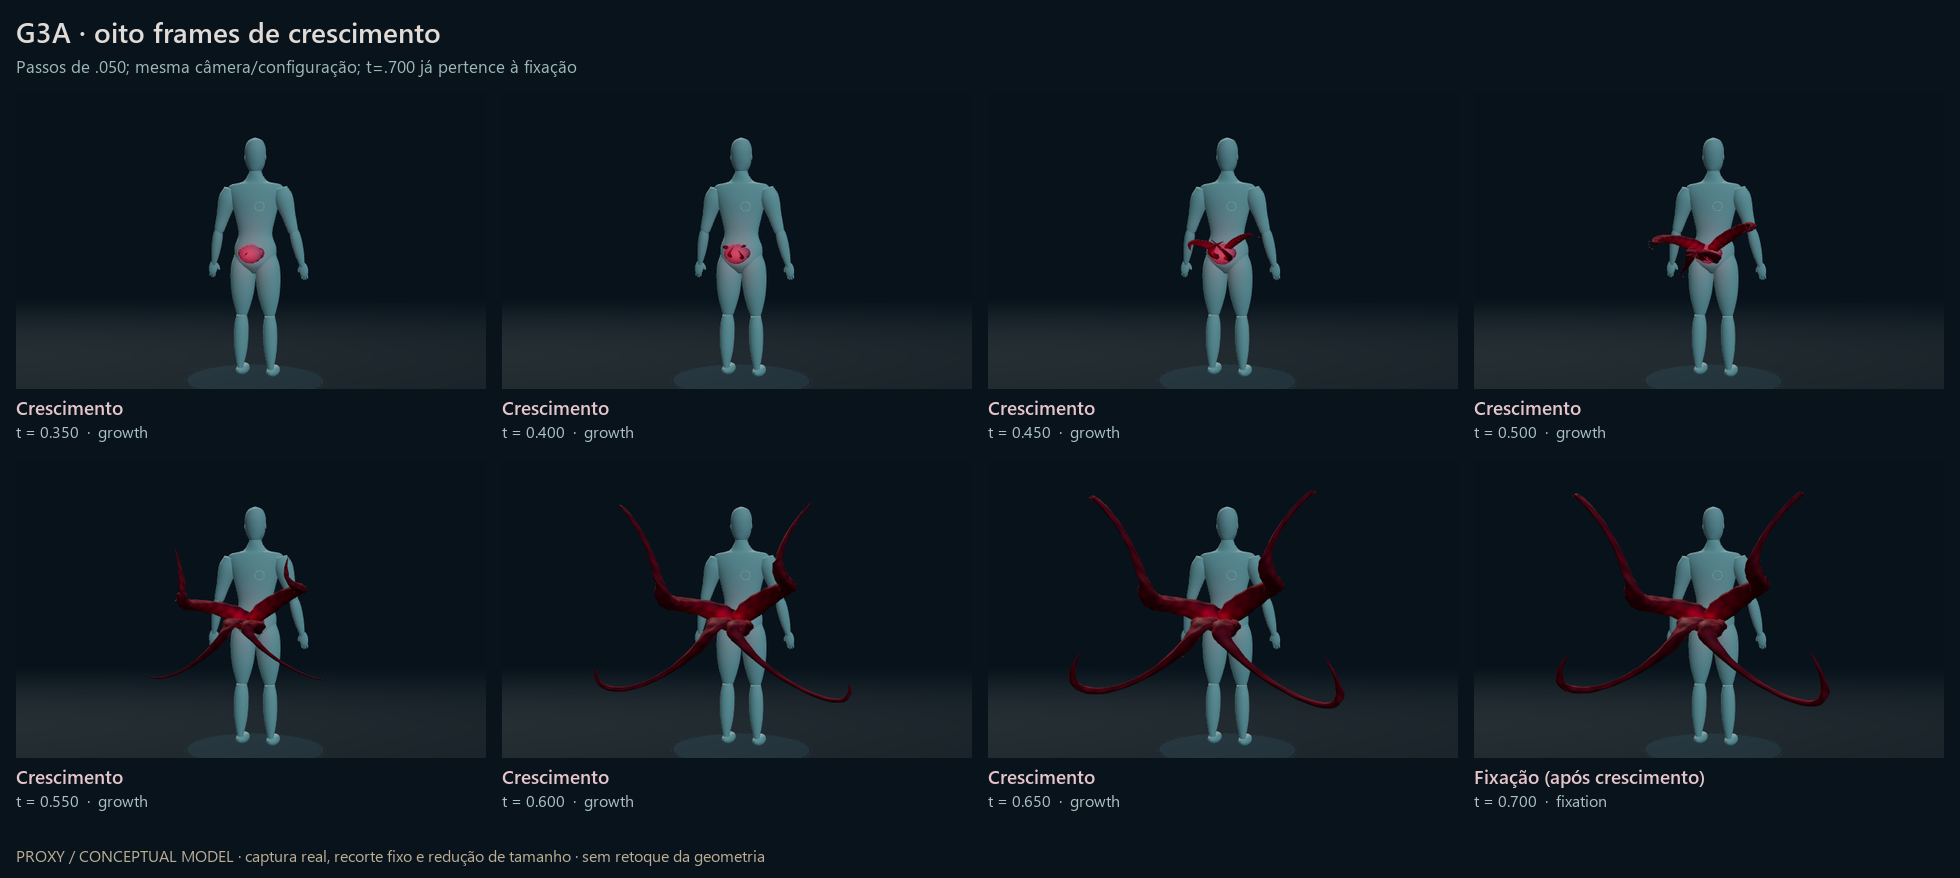 G3A · oito frames de crescimento
Passos de .050; mesma câmera/configuração; t=.700 já pertence à fixação
Crescimento
t = 0.350 · growth
Crescimento
t = 0.400 · growth
Crescimento
t = 0.450 · growth
Crescimento
t = 0.500 · growth
Crescimento
t = 0.550 · growth
Crescimento
t = 0.600 · growth
Crescimento
t = 0.650 · growth
Fixação (após crescimento)
t = 0.700 · fixation
PROXY / CONCEPTUAL MODEL · captura real, recorte fixo e redução de tamanho · sem retoque da geometria